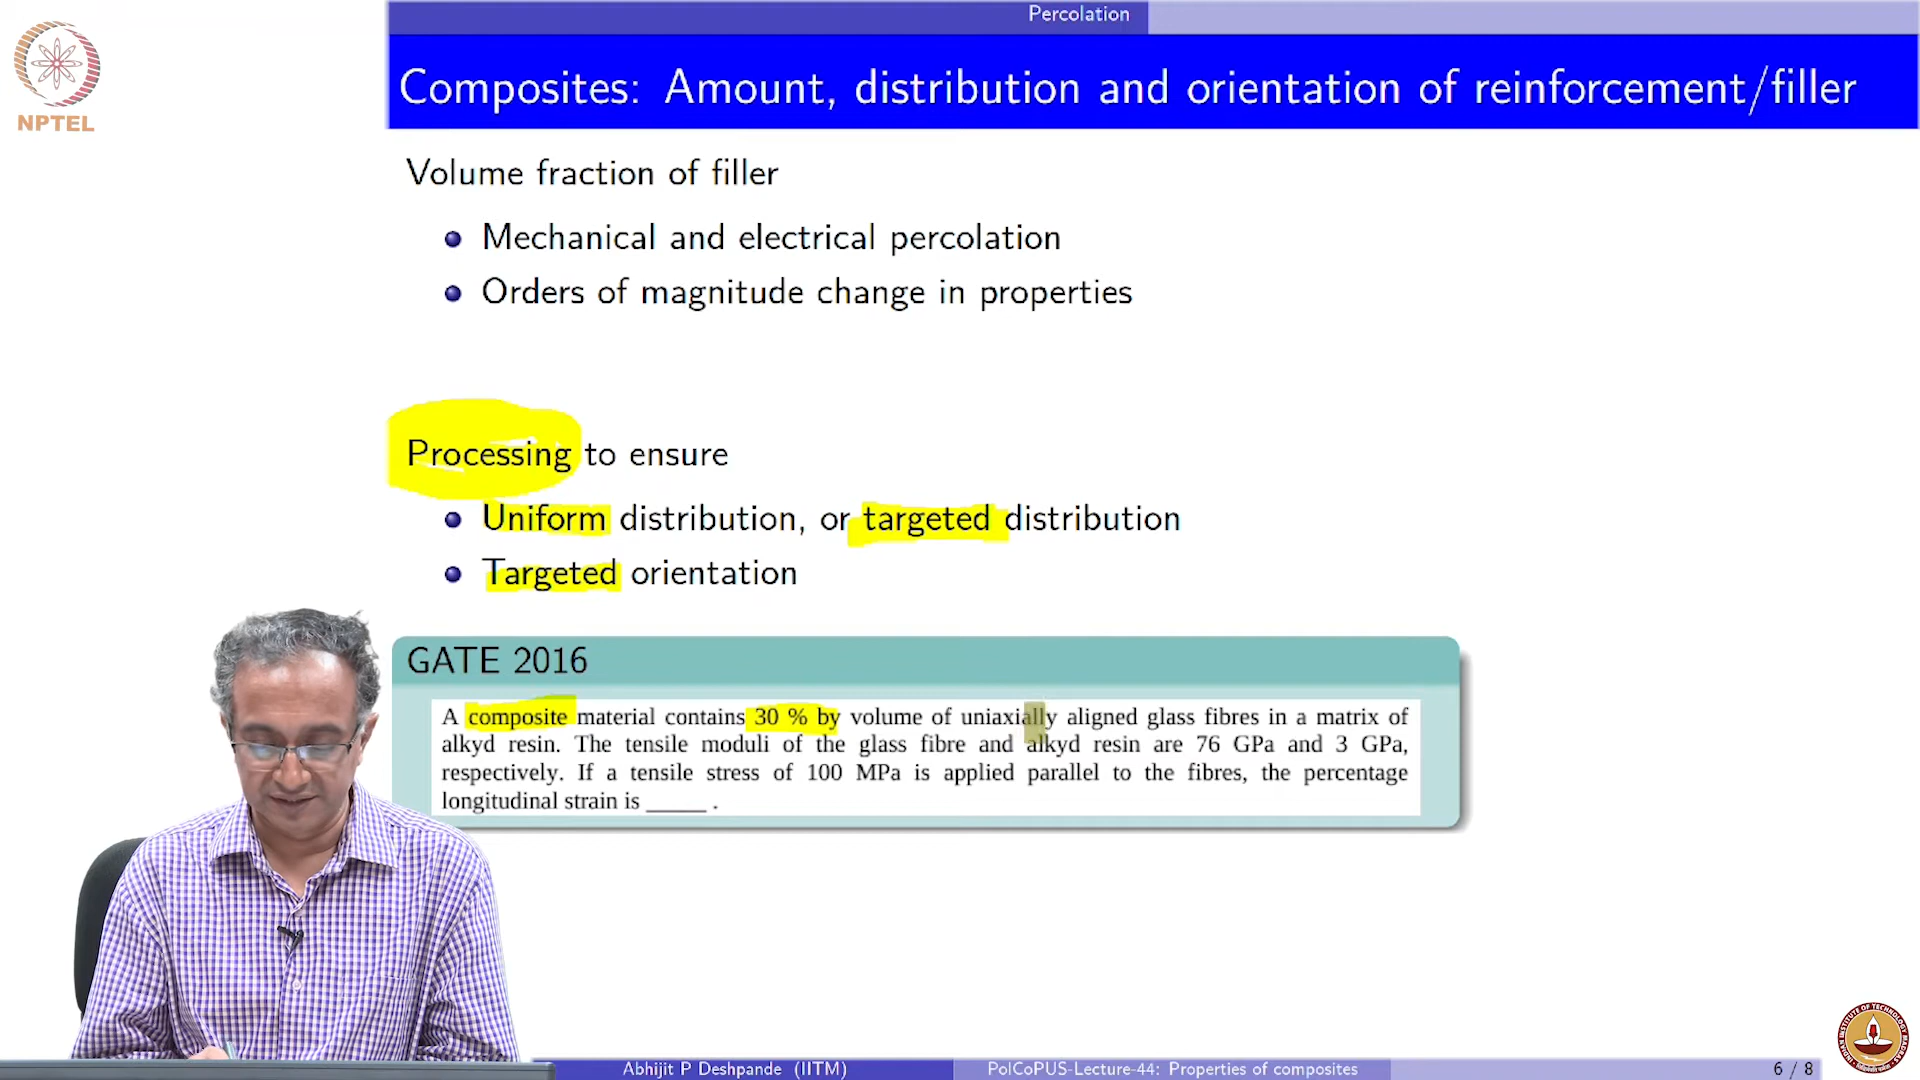 Percolation
NPTEL
Composites: Amount, distribution and orientation of reinforcement/filler
Volume fraction of filler
Mechanical and electrical percolation
Orders of magnitude change in properties
Processing to ensure
Uniform distribution, or targeted distribution
Targeted orientation
GATE 2016
A composite material contains 30 % by volume of uniaxially aligned glass fibres in a matrix of
alkyd resin. The tensile moduli of the glass fibre and alkyd resin are 76 GPa and 3 GPa,
respectively. If a tensile stress of 100 MPa is applied parallel to the fibres, the percentage
longitudinal strain is _____ .
Abhijit P Deshpande (IITM)
PolCoPUS-Lecture-44: Properties of composites
6 / 8